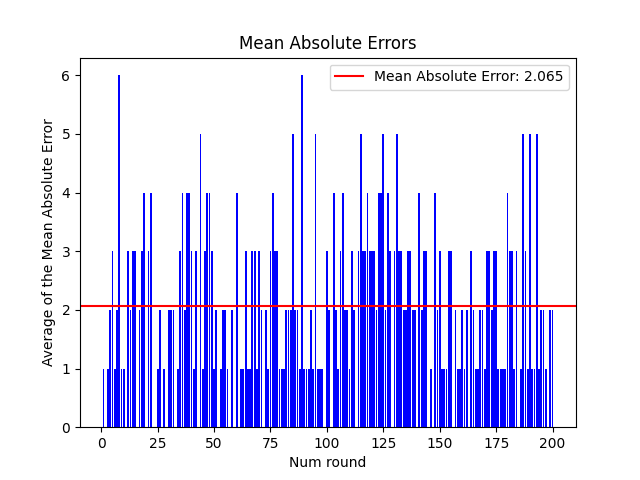 Mean Absolute Errors
Mean Absolute Error: 2.065
Average of the Mean Absolute Error
6
5
4
3
2
1
0
0 25 50 75 100 125 150 175 200
Num round